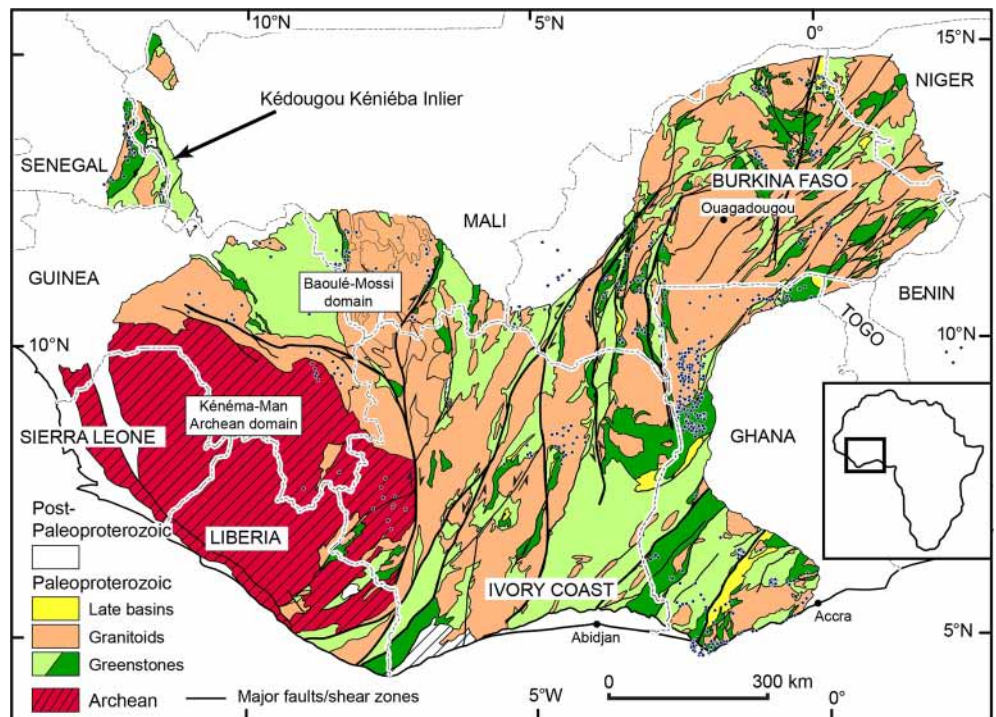 10°W
5°W
0°
15°N
NIGER
Kédougou Kéniéba Inlier
SENEGAL
BURKINA FASO
Ouagadougou
MALI
GUINEA
Baoulé-Mossi
domain
BENIN
TOGO
10°N
10°N
Kénéma-Man
Archean domain
SIERRA LEONE
GHANA
Post-
Paleoproterozoic
LIBERIA
Paleoproterozoic
Late basins
IVORY COAST
Granitoids
Accra
Abidjan
5°N
Greenstones
Archean
Major faults/shear zones
5°W
0
300 km
0°